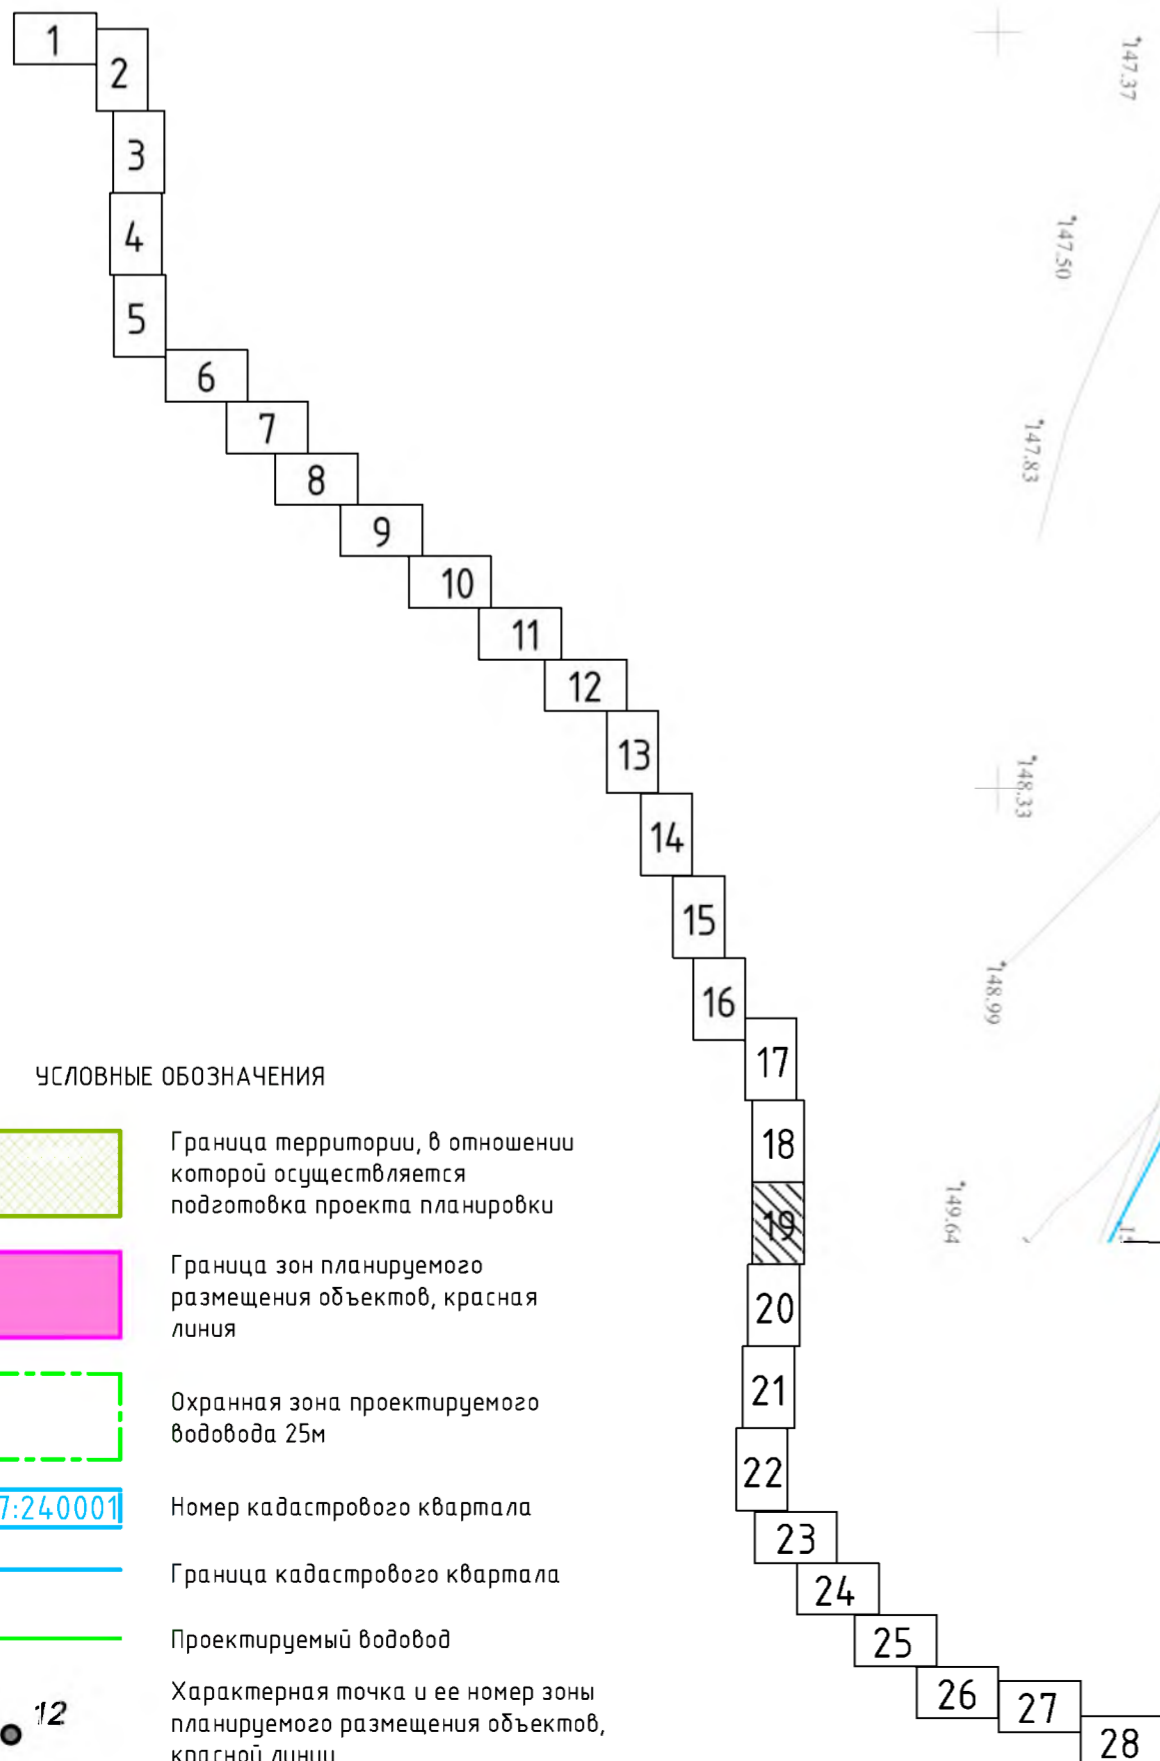 1
2
3
4
5
6
7
8
9
10
11
12
13
14
15
16
17
18
19
20
21
22
23
24
25
26
27
28
147.37
147.50
147.83
148.33
148.99
149.64
УСЛОВНЫЕ ОБОЗНАЧЕНИЯ
Граница территории, в отношении
которой осуществляется
подготовка проекта планировки
Граница зон планируемого
размещения объектов, красная
линия
Охранная зона проектируемого
водовода 25м
7:240001
Номер кадастрового квартала
Граница кадастрового квартала
Проектируемый водовод
12
Характерная точка и ее номер зоны
планируемого размещения объектов,
красной линии